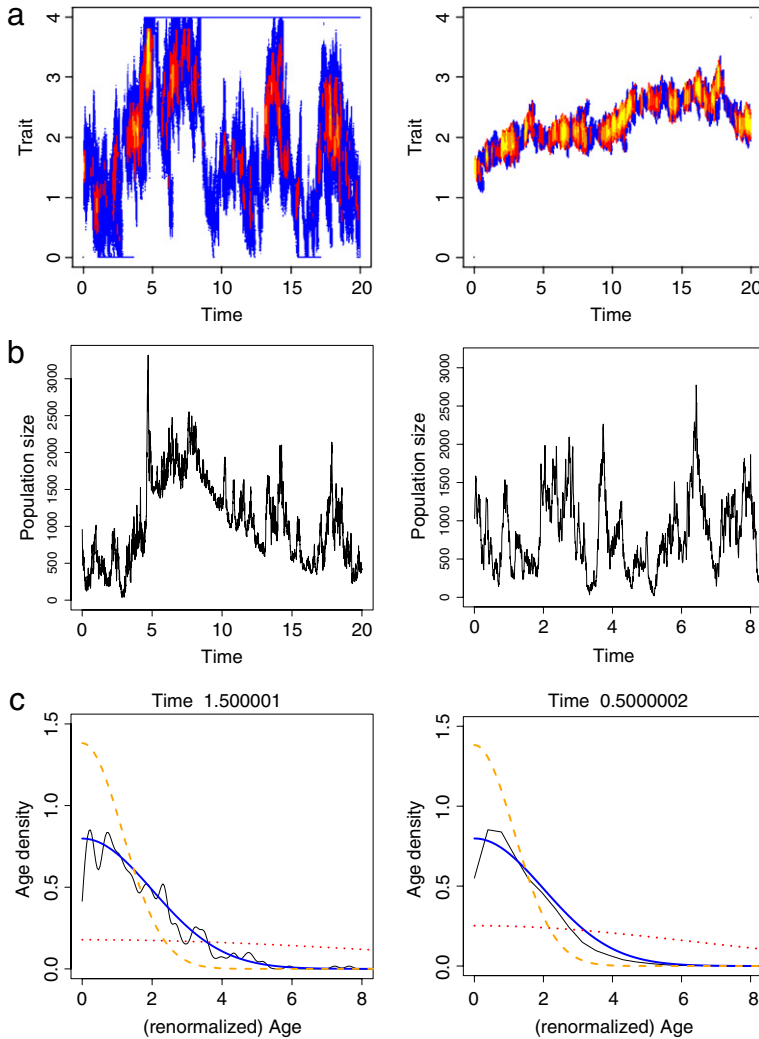 a
4
3
2
1
0
Trait
0 5 10 15 20
Time
4
3
2
1
0
Trait
0 5 10 15 20
Time
b
3000
2500
2000
1500
1000
500
0
Population size
0 5 10 15 20
Time
3000
2500
2000
1500
1000
500
0
Population size
0 2 4 6 8
Time
c
Time 1.500001
1.5
1.0
0.5
0.0
Age density
0 2 4 6 8
(renormalized) Age
Time 0.5000002
1.5
1.0
0.5
0.0
Age density
0 2 4 6 8
(renormalized) Age